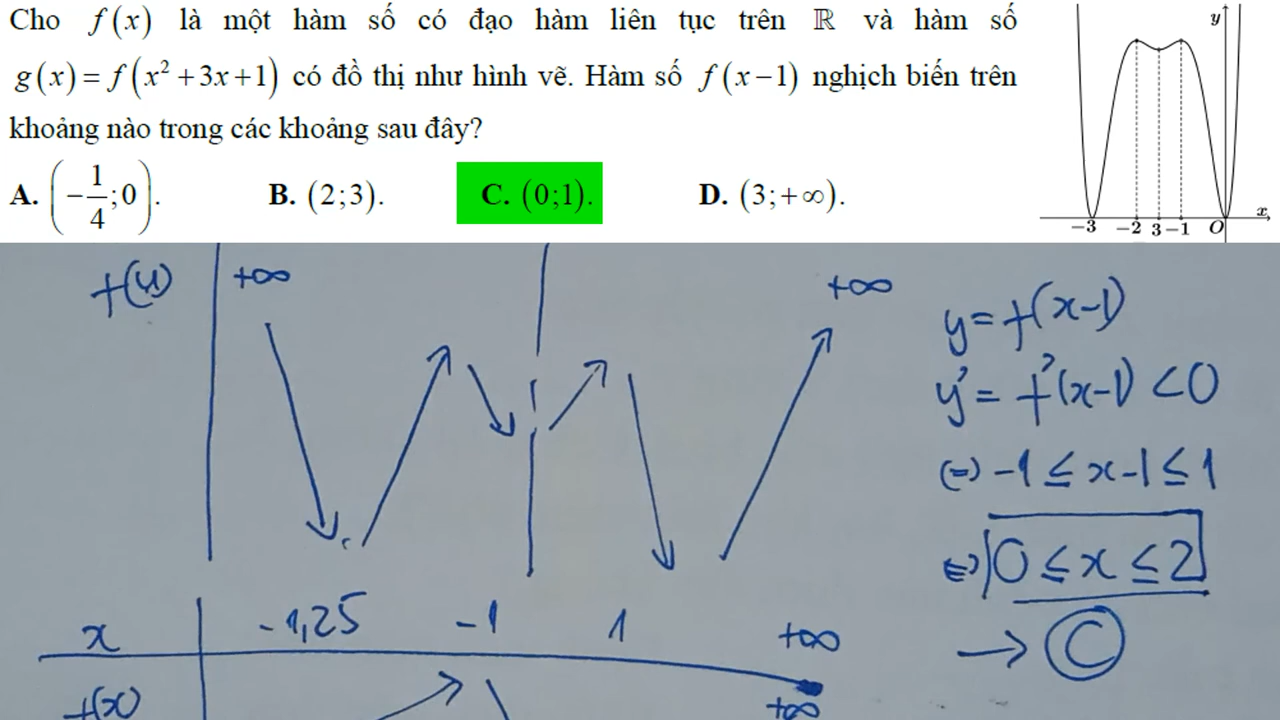 Cho f(x) là một hàm số có đạo hàm liên tục trên ℝ và hàm số
g(x) = f(x² + 3x + 1) có đồ thị như hình vẽ. Hàm số f(x − 1) nghịch biến trên
khoảng nào trong các khoảng sau đây?
A. (−1/4; 0). B. (2; 3). C. (0; 1). D. (3; +∞).
y
−3 −2 3 −1 O x
f(u) +∞ +∞
y = f(x−1)
y' = f'(x−1) < 0
(=) −1 ≤ x−1 ≤ 1
⇔ 0 ≤ x ≤ 2
→ C
x −1,25 −1 1 +∞
f(x) +∞